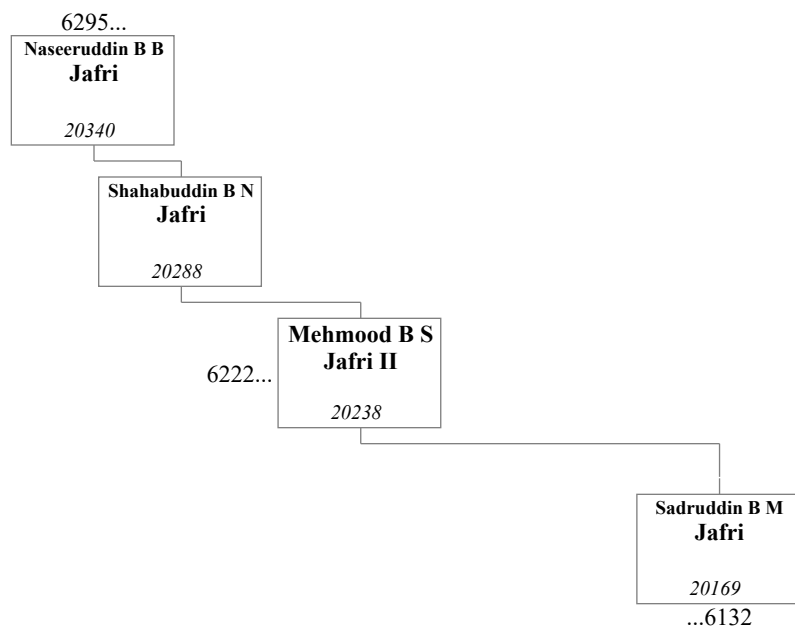 6295...
Naseeruddin B B
Jafri
20340
Shahabuddin B N
Jafri
20288
Mehmood B S
Jafri II
6222...
20238
Sadruddin B M
Jafri
20169
...6132